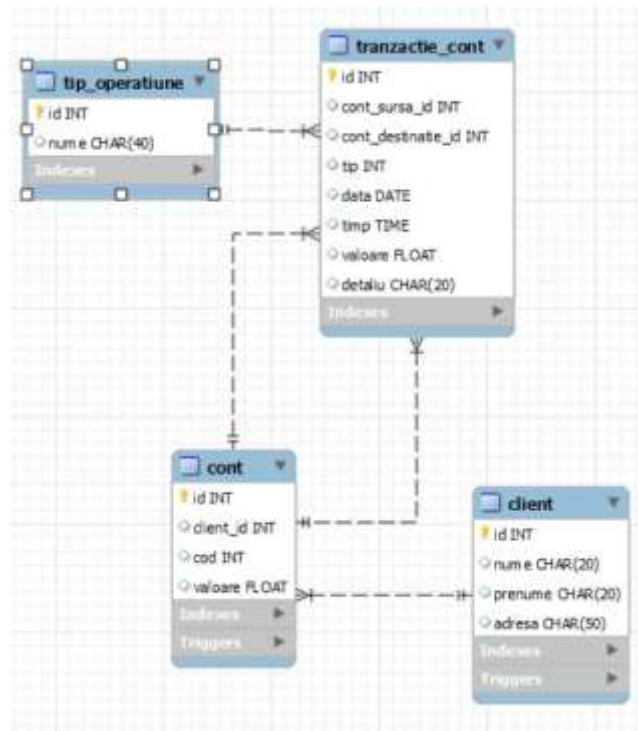 tip_operatiune
id INT
nume CHAR(40)
Indexes
tranzactie_cont
id INT
cont_sursa_id INT
cont_destinatie_id INT
tip INT
data DATE
timp TIME
valoare FLOAT
detaliu CHAR(20)
Indexes
cont
id INT
client_id INT
cod INT
valoare FLOAT
Indexes
Triggers
client
id INT
nume CHAR(20)
prenume CHAR(20)
adresa CHAR(50)
Indexes
Triggers